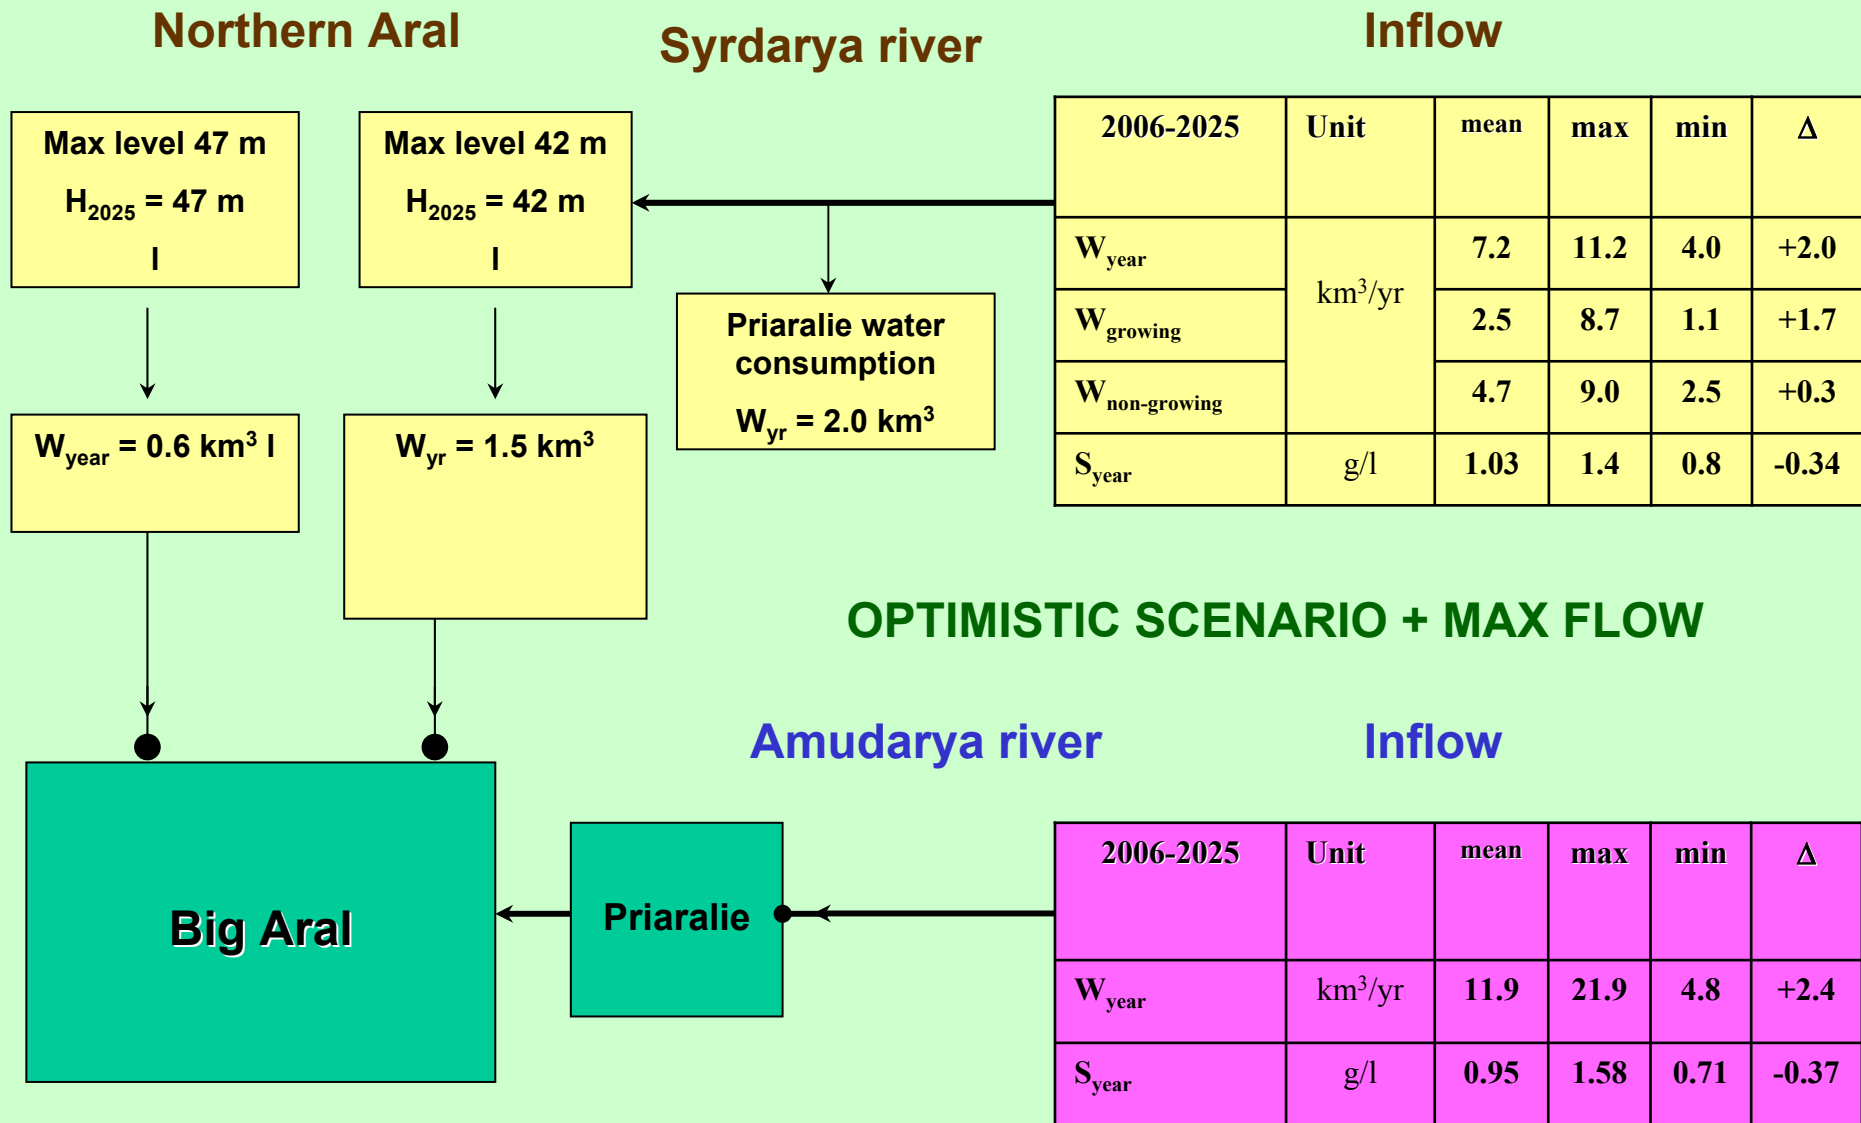 Northern Aral
Syrdarya river
Inflow
Max level 47 m
H2025 = 47 m
l
Max level 42 m
H2025 = 42 m
l
Wyear = 0.6 km3 l
Wyr = 1.5 km3
Priaralie water
consumption
Wyr = 2.0 km3
2006-2025 Unit mean max min Δ
Wyear km3/yr 7.2 11.2 4.0 +2.0
Wgrowing 2.5 8.7 1.1 +1.7
Wnon-growing 4.7 9.0 2.5 +0.3
Syear g/l 1.03 1.4 0.8 -0.34
OPTIMISTIC SCENARIO + MAX FLOW
Amudarya river
Inflow
Big Aral
Priaralie
2006-2025 Unit mean max min Δ
Wyear km3/yr 11.9 21.9 4.8 +2.4
Syear g/l 0.95 1.58 0.71 -0.37